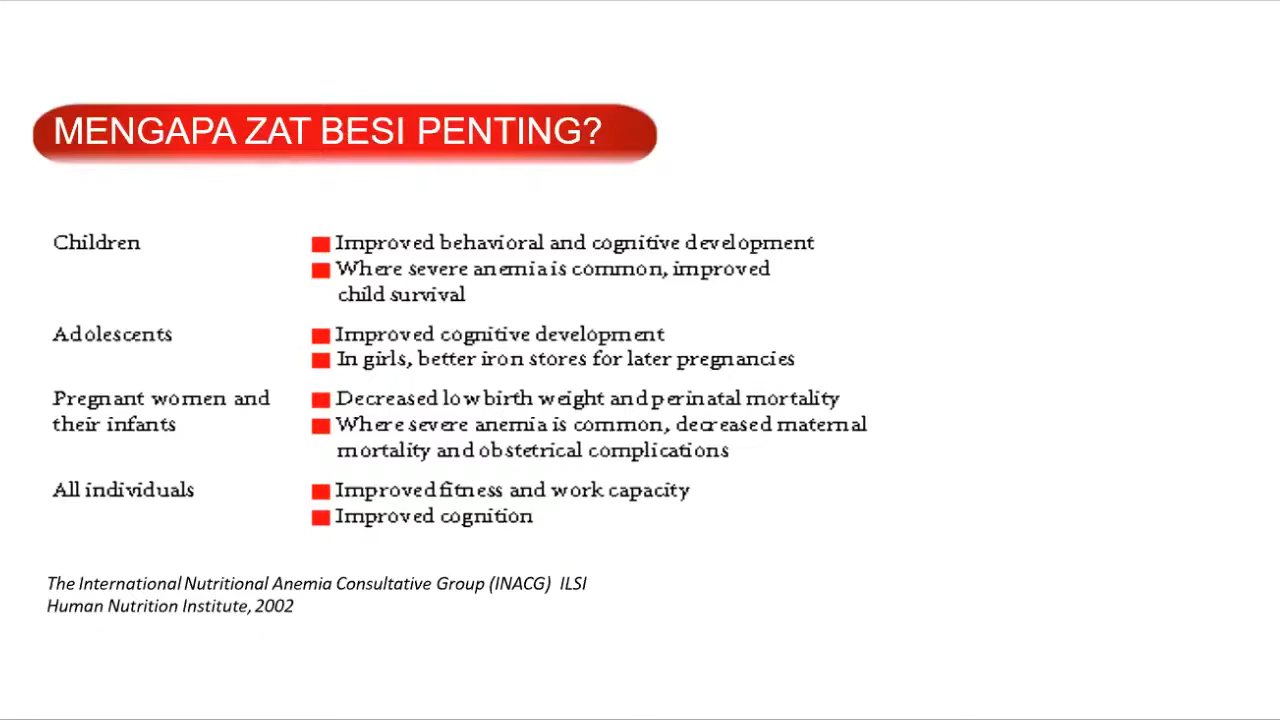 MENGAPA ZAT BESI PENTING?
Children
Improved behavioral and cognitive development
Where severe anemia is common, improved
child survival
Adolescents
Improved cognitive development
In girls, better iron stores for later pregnancies
Pregnant women and
their infants
Decreased low birth weight and perinatal mortality
Where severe anemia is common, decreased maternal
mortality and obstetrical complications
All individuals
Improved fitness and work capacity
Improved cognition
The International Nutritional Anemia Consultative Group (INACG) ILSI
Human Nutrition Institute, 2002